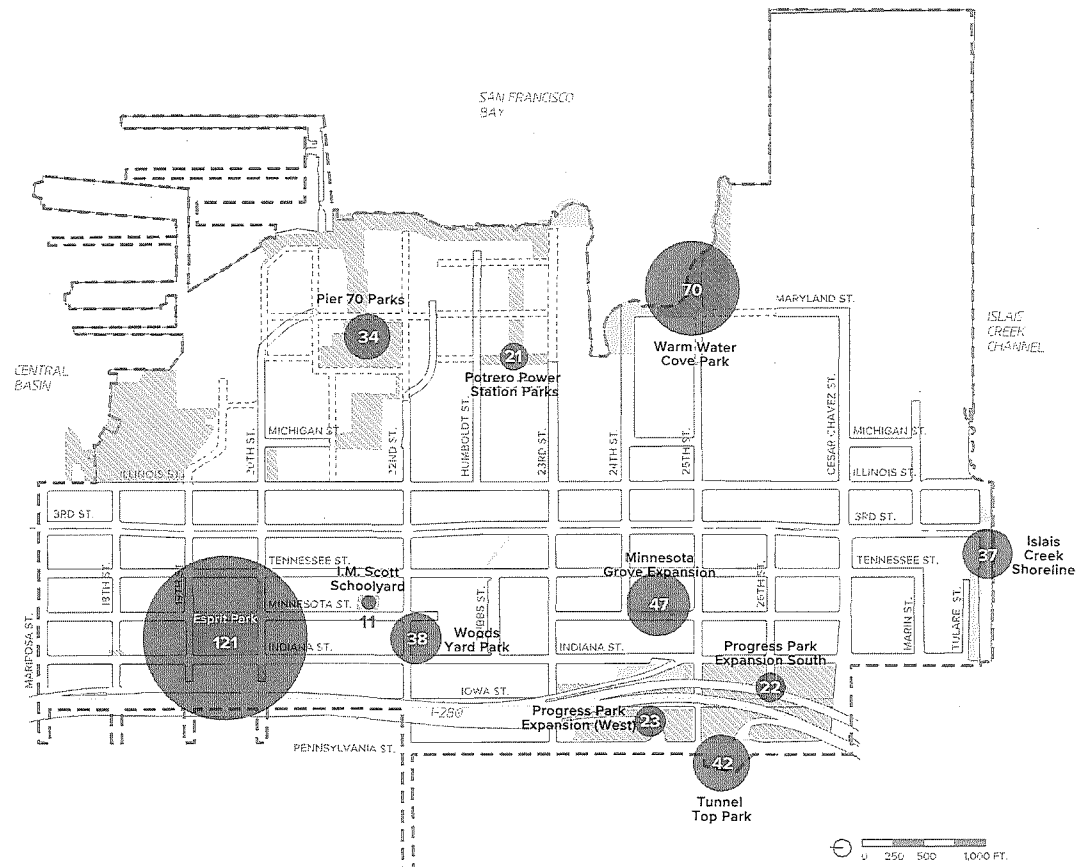 SAN FRANCISCO
BAY
Pier 70 Parks
34
21
Potrero Power
Station Parks
70
MARYLAND ST.
Warm Water
Cove Park
ISLAIS
CREEK
CHANNEL
CENTRAL
BASIN
20TH ST.
22ND ST.
HUMBOLDT ST.
23RD ST.
24TH ST.
25TH ST.
CESAR CHAVEZ ST.
MICHIGAN ST.
MICHIGAN ST.
ILLINOIS ST.
ILLINOIS ST.
3RD ST.
3RD ST.
37
Islais
Creek
Shoreline
TENNESSEE ST.
TENNESSEE ST.
Minnesota
Grove Expansion
47
I.M. Scott
Schoolyard
11
MINNESOTA ST.
MARIPOSA ST.
18TH ST.
19TH ST.
Esprit Park
121
38
Woods
Yard Park
INDIANA ST.
INDIANA ST.
26TH ST.
MARIN ST.
TULARE ST.
Progress Park
Expansion South
22
IOWA ST.
I-280
Progress Park
Expansion (West)
23
PENNSYLVANIA ST.
42
Tunnel
Top Park
0 250 500 1,000 FT.